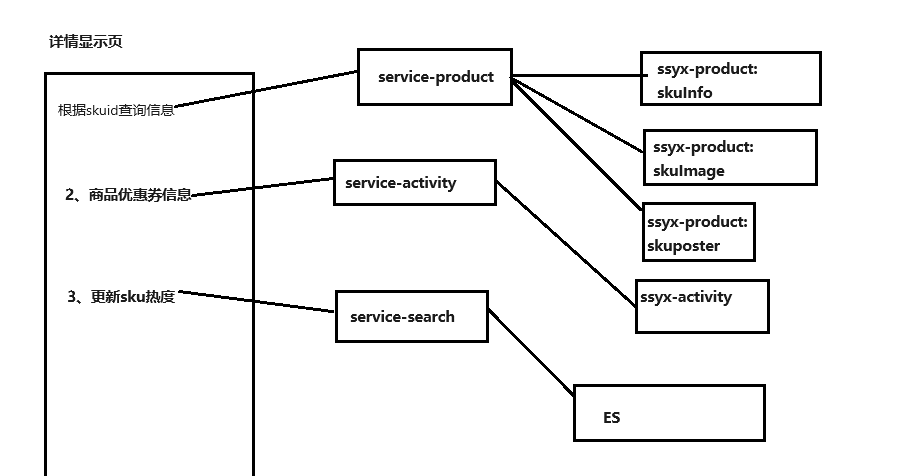 详情显示页
根据skuid查询信息
service-product
ssyx-product:
skuInfo
ssyx-product:
skuImage
2、商品优惠券信息
service-activity
ssyx-product:
skuposter
3、更新sku热度
service-search
ssyx-activity
ES